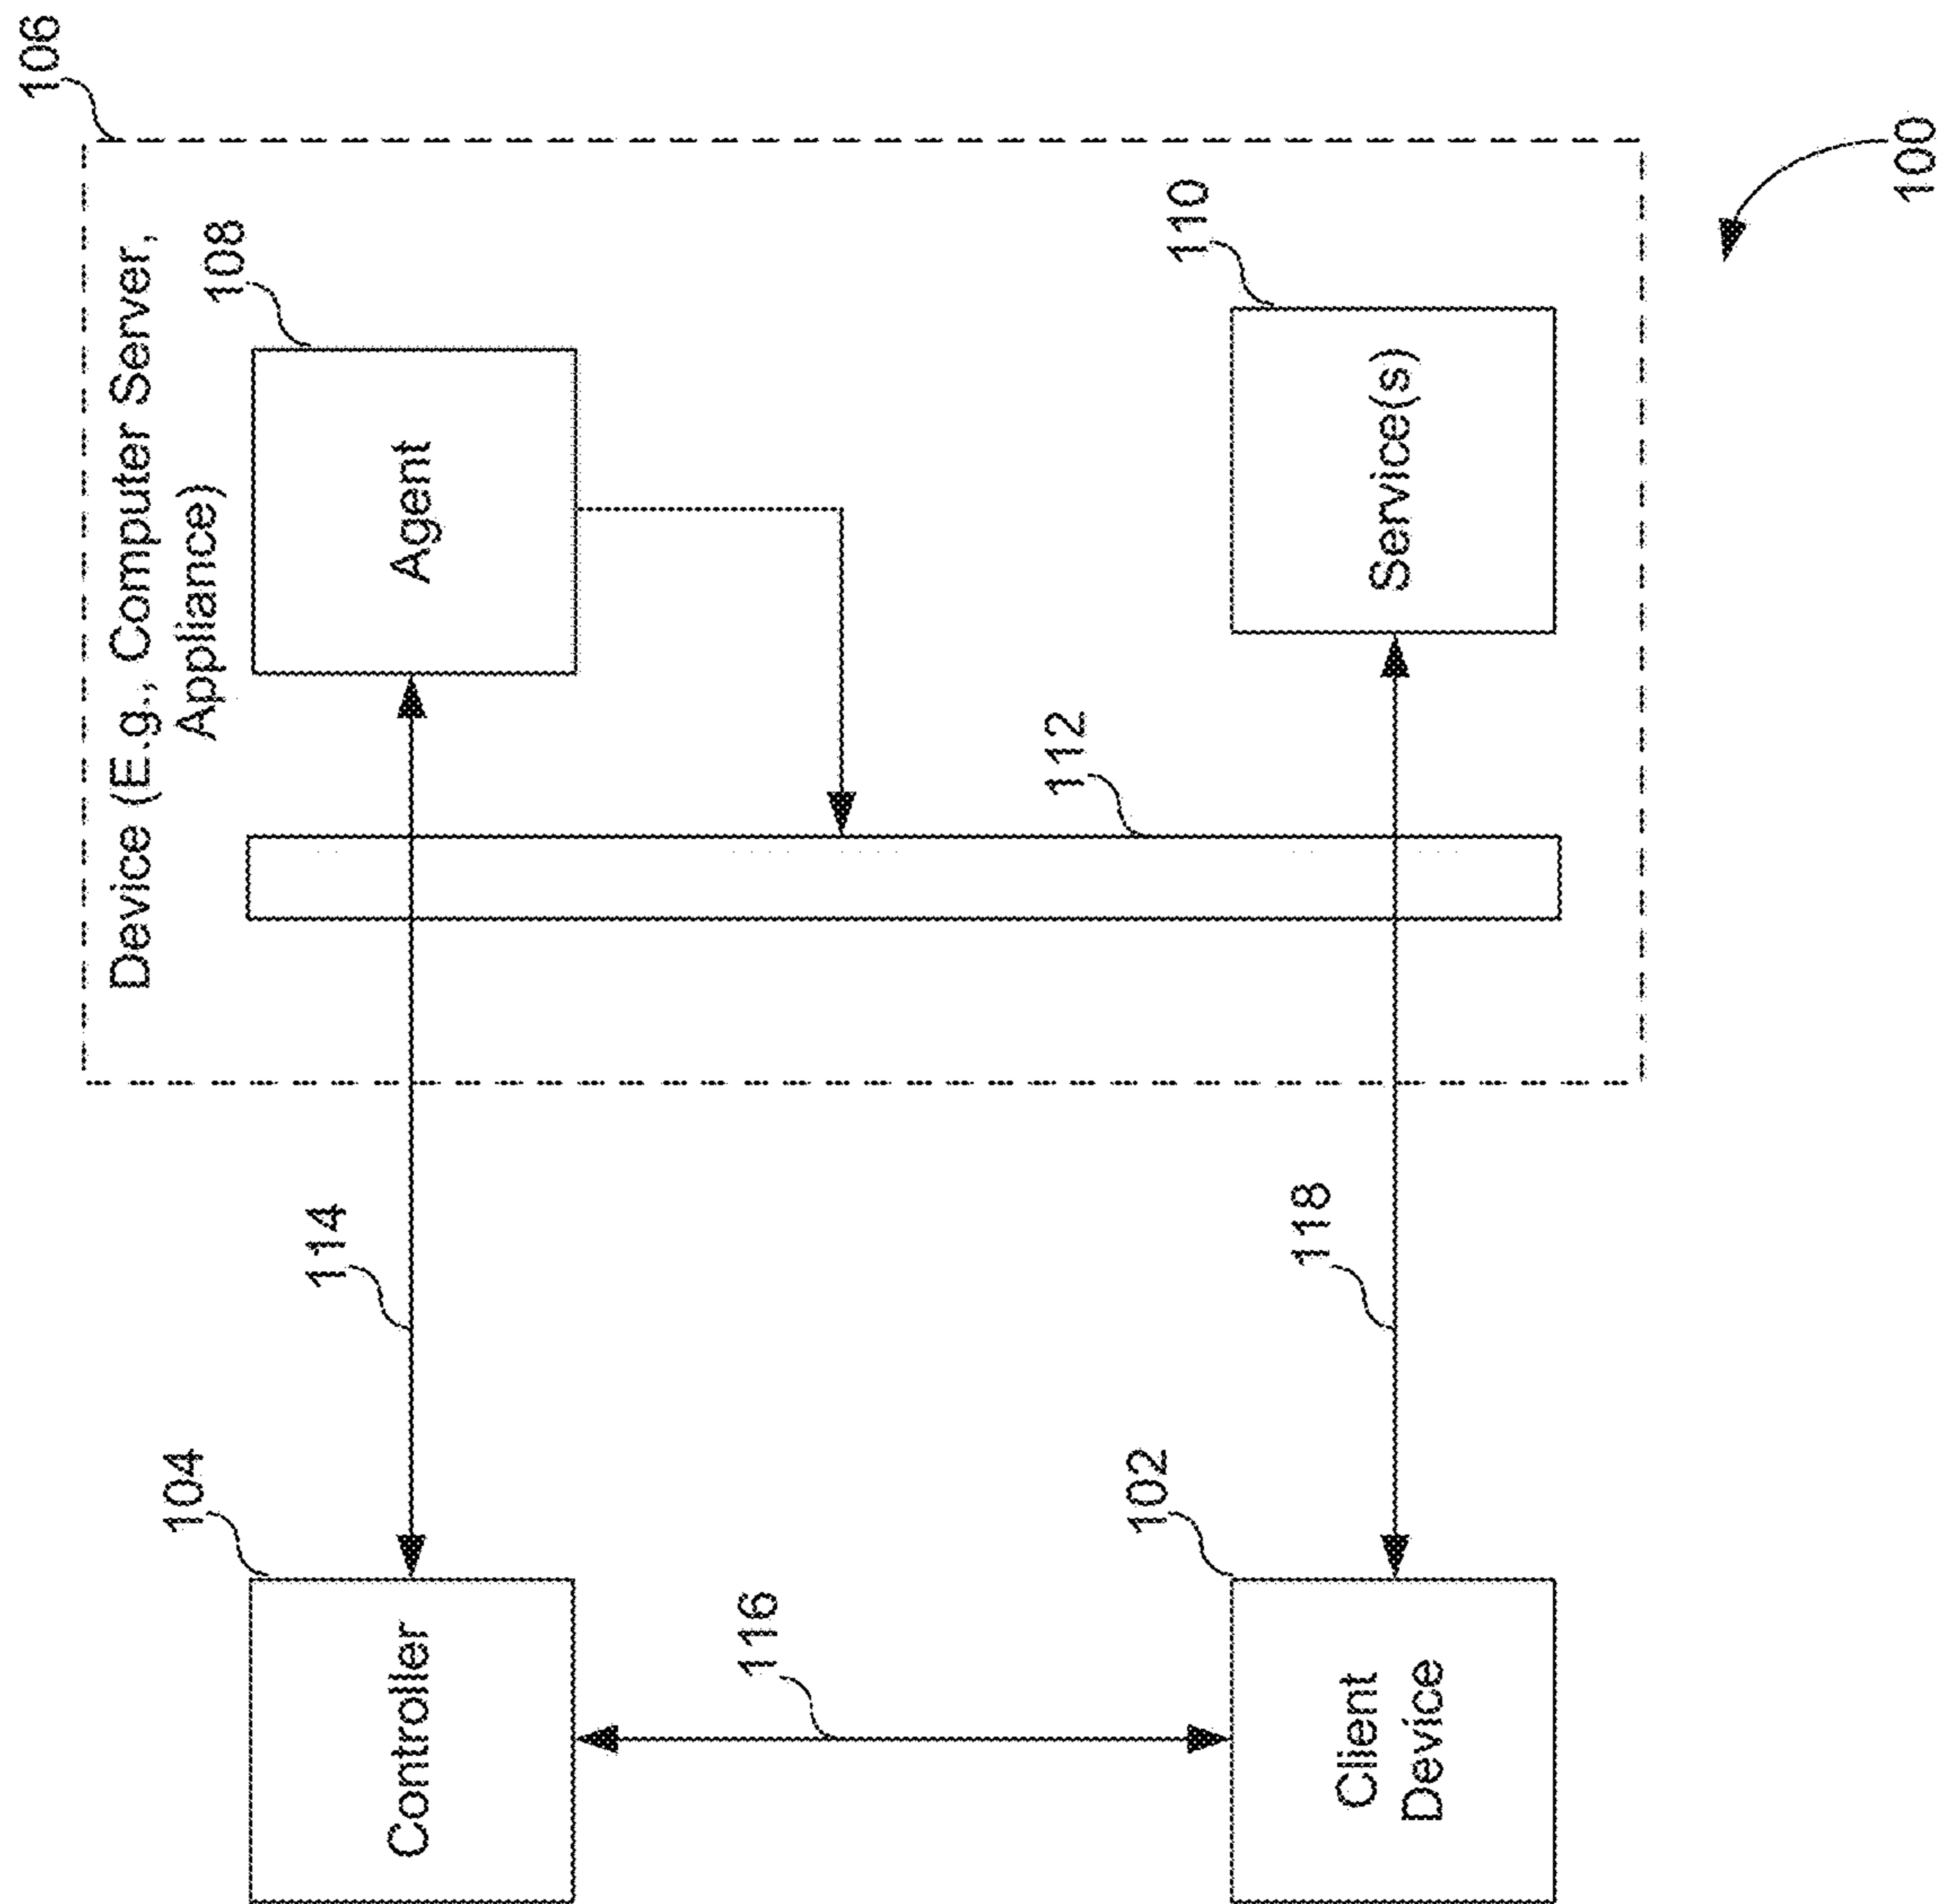 106
Device (E.g., Computer Server,
Appliance)
104
114
108
Controller
Agent
116
112
102
118
110
Client
Device
Service(s)
100